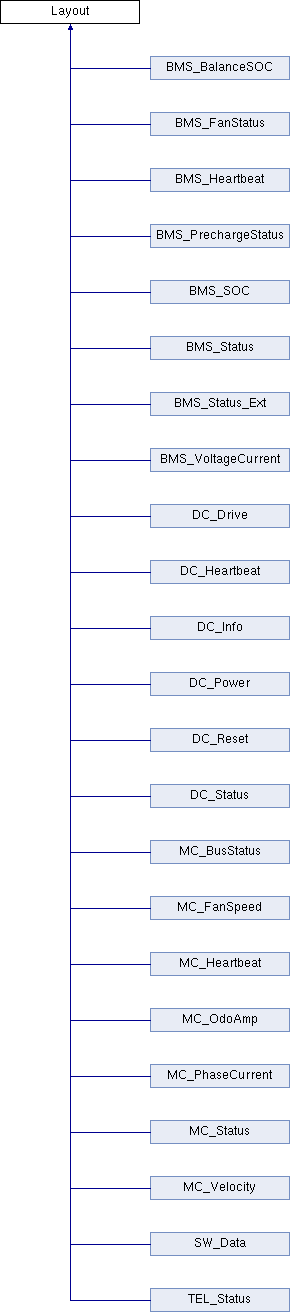 Layout
BMS_BalanceSOC
BMS_FanStatus
BMS_Heartbeat
BMS_PrechargeStatus
BMS_SOC
BMS_Status
BMS_Status_Ext
BMS_VoltageCurrent
DC_Drive
DC_Heartbeat
DC_Info
DC_Power
DC_Reset
DC_Status
MC_BusStatus
MC_FanSpeed
MC_Heartbeat
MC_OdoAmp
MC_PhaseCurrent
MC_Status
MC_Velocity
SW_Data
TEL_Status